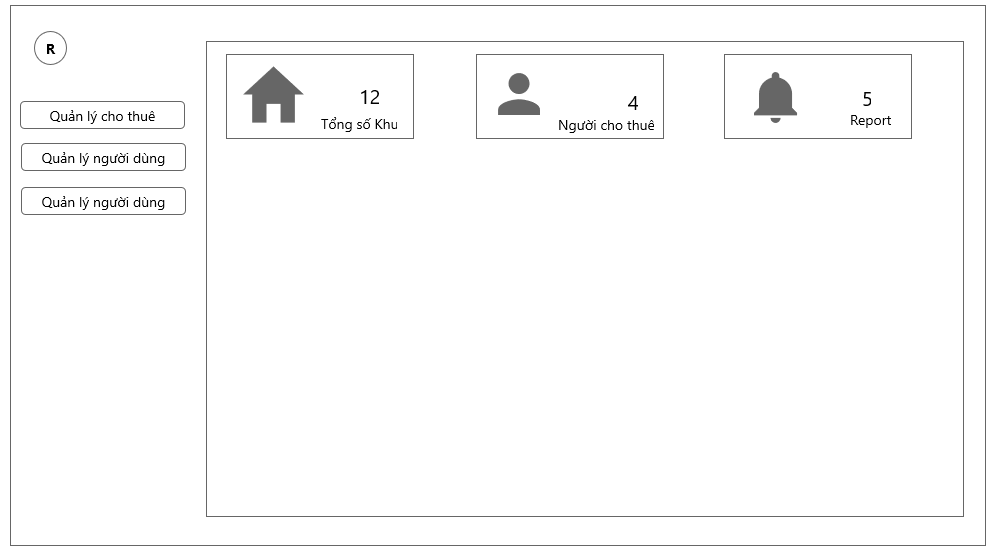 R
Quản lý cho thuê
Quản lý người dùng
Quản lý người dùng
12
Tổng số Khu
4
Người cho thuê
5
Report